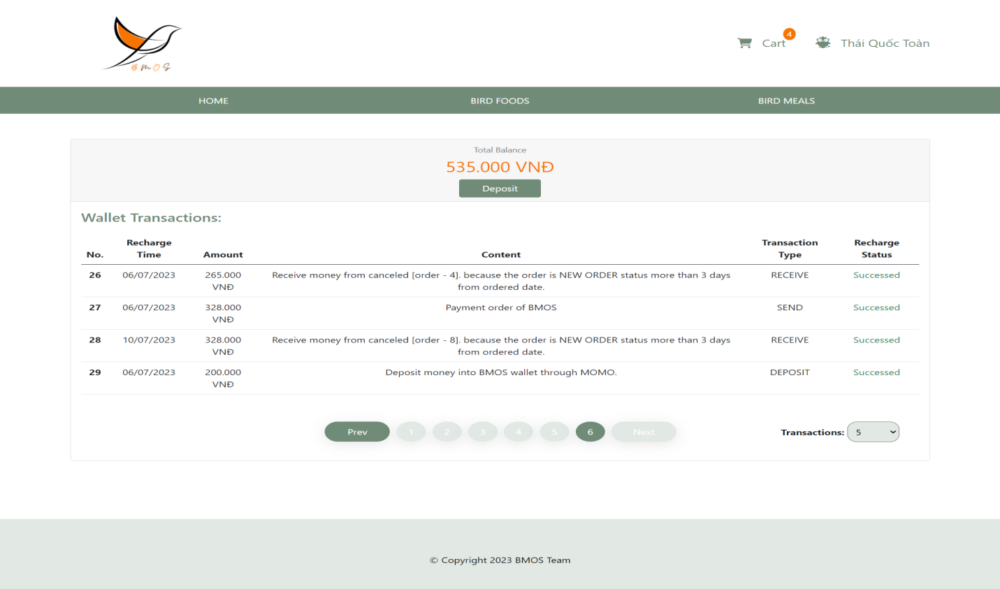 BMOS
Cart
4
Thái Quốc Toàn
HOME
BIRD FOODS
BIRD MEALS
Total Balance
535.000 VNĐ
Deposit
Wallet Transactions:
No.
Recharge
Time
Amount
Content
Transaction
Type
Recharge
Status
26
06/07/2023
265.000
VNĐ
Receive money from canceled [order - 4]. because the order is NEW ORDER status more than 3 days
from ordered date.
RECEIVE
Successed
27
06/07/2023
328.000
VNĐ
Payment order of BMOS
SEND
Successed
28
10/07/2023
328.000
VNĐ
Receive money from canceled [order - 8]. because the order is NEW ORDER status more than 3 days
from ordered date.
RECEIVE
Successed
29
06/07/2023
200.000
VNĐ
Deposit money into BMOS wallet through MOMO.
DEPOSIT
Successed
Prev
1
2
3
4
5
6
Next
Transactions:
5
© Copyright 2023 BMOS Team